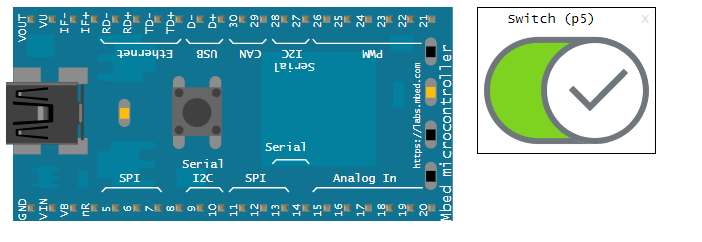 VOUT VU IF- IF+ RD- RD+ TD- TD+ D- D+ 30 29 28 27 26 25 24 23 22 21
Ethernet USB CAN I2C PWM
Serial
https://labs.mbed.com
Mbed microcontroller
Serial
Serial
SPI I2C SPI Analog In
GND VIN VB nR 5 6 7 8 9 10 11 12 13 14 15 16 17 18 19 20
Switch (p5) x